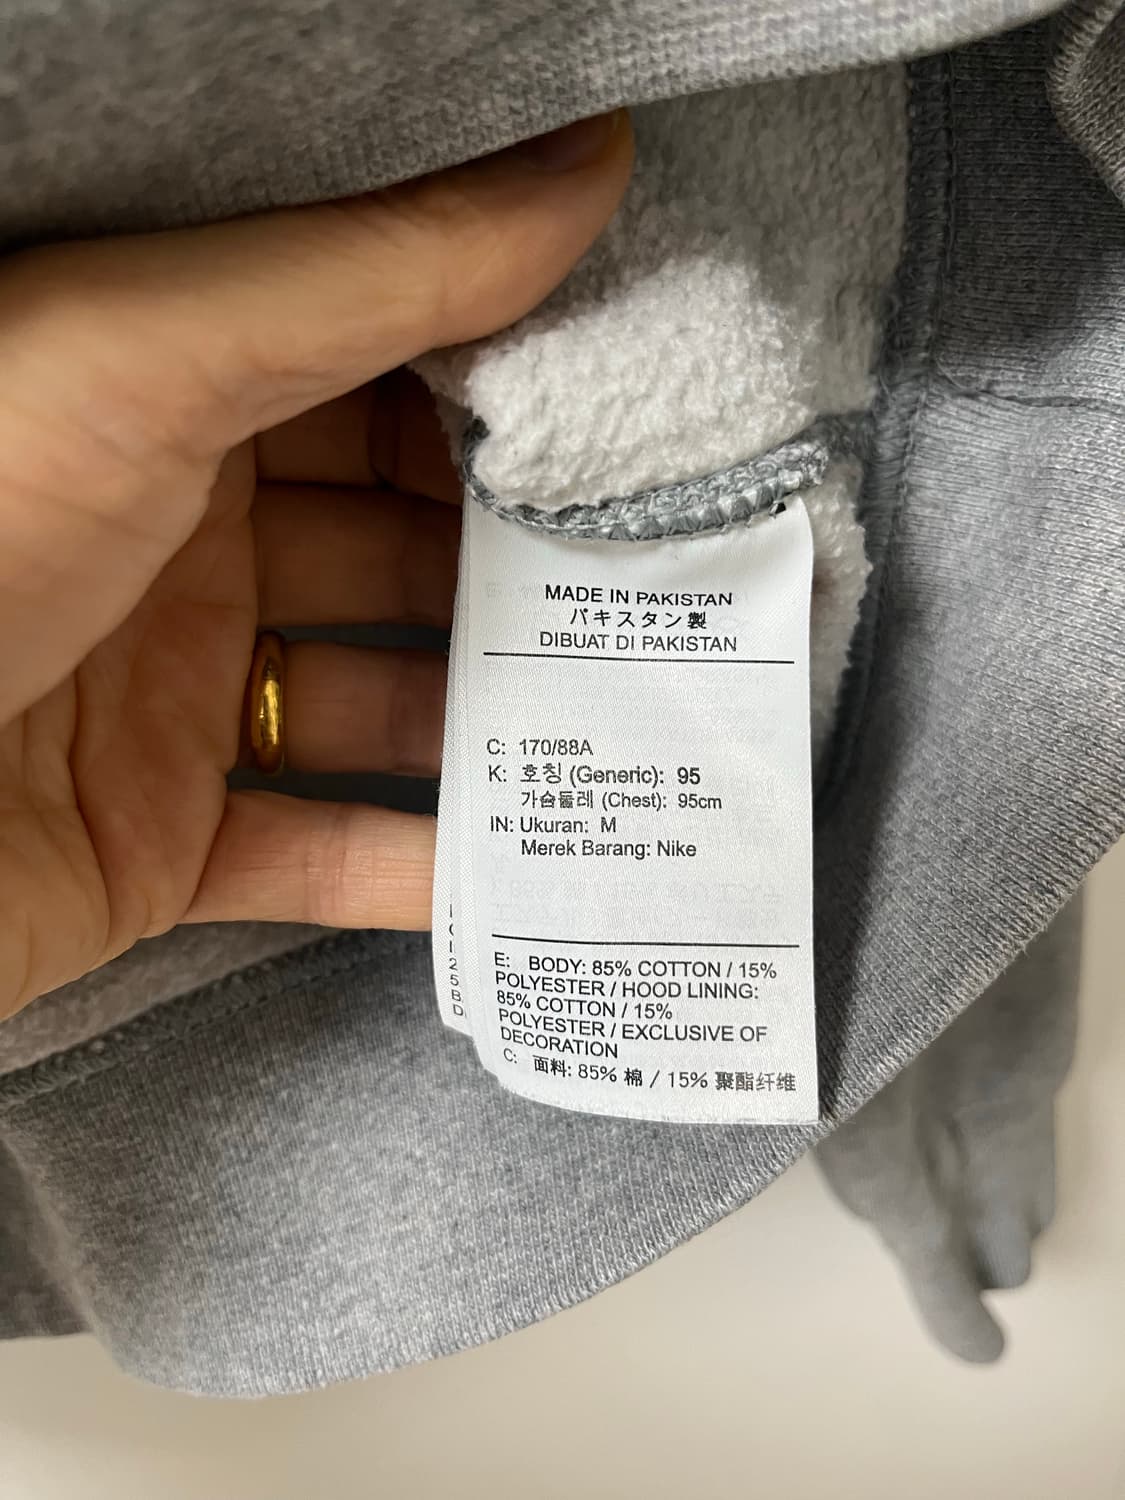 MADE IN PAKISTAN
パキスタン製
DIBUAT DI PAKISTAN
C: 170/88A
K: 호칭 (Generic): 95
가슴둘레 (Chest): 95cm
IN: Ukuran: M
Merek Barang: Nike
E: BODY: 85% COTTON / 15%
POLYESTER / HOOD LINING:
85% COTTON / 15%
POLYESTER / EXCLUSIVE OF
DECORATION
C: 面料: 85% 棉 / 15% 聚酯纤维